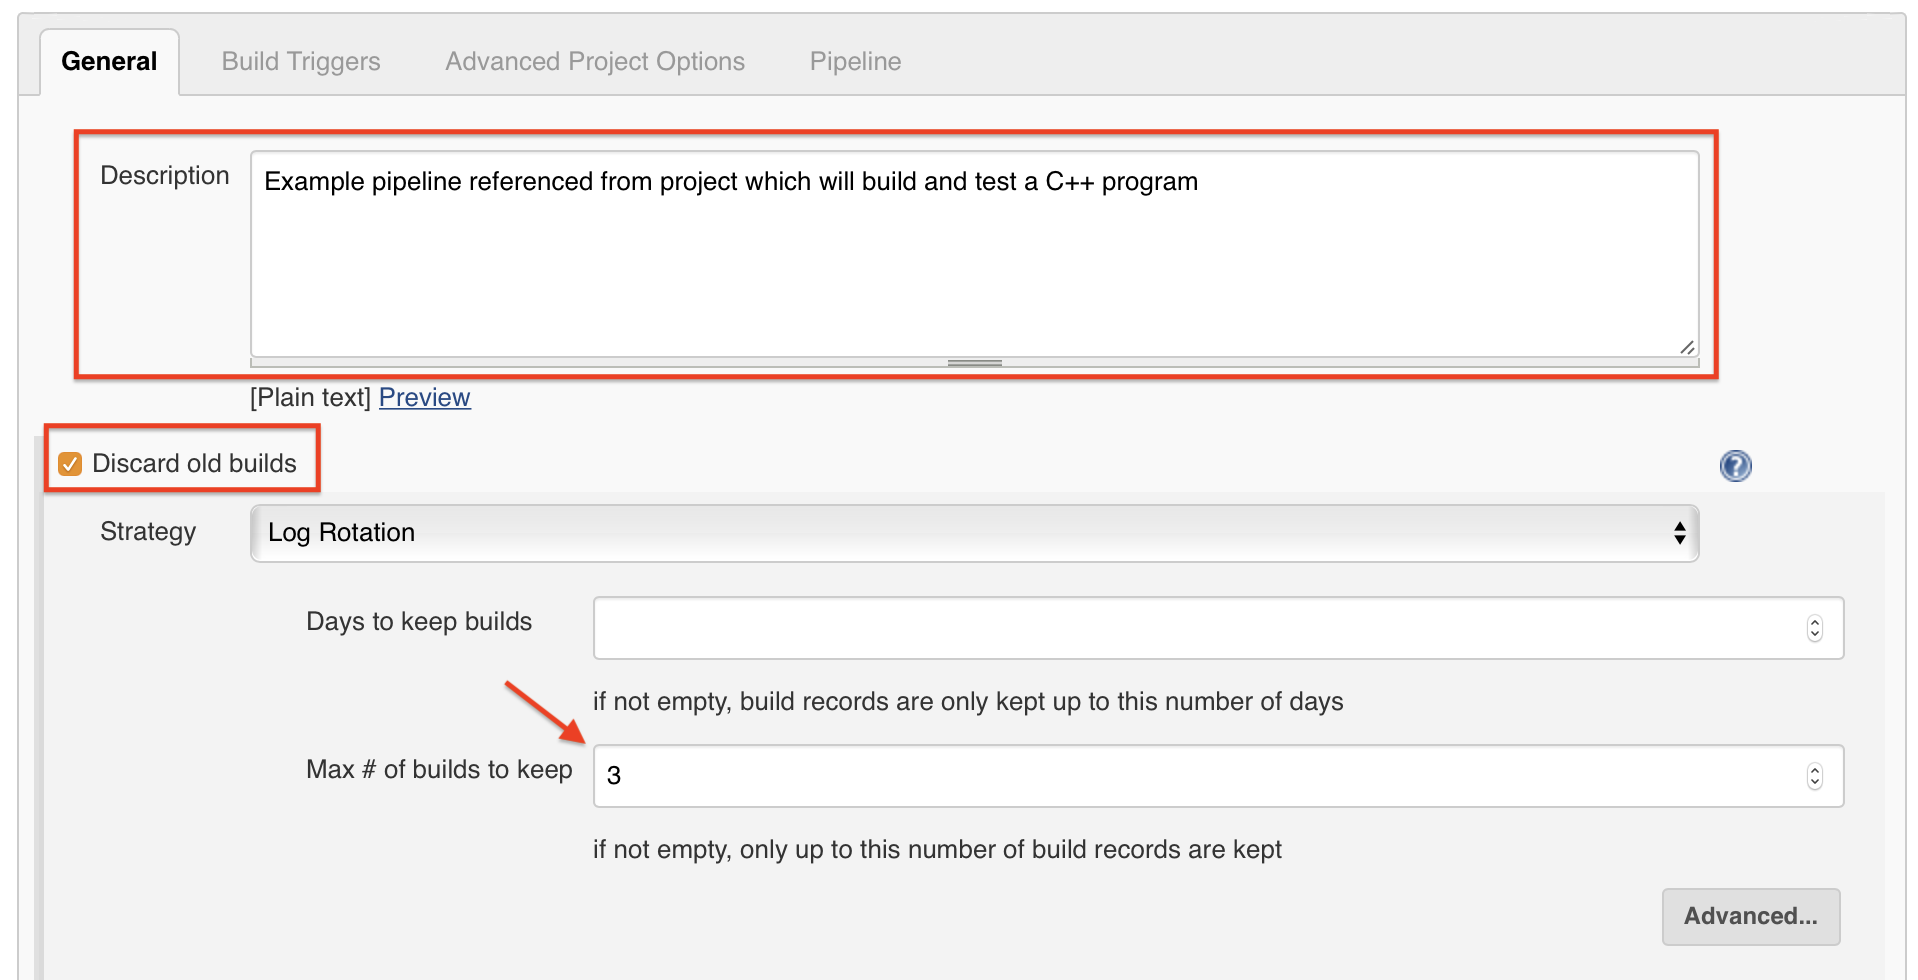 General Build Triggers Advanced Project Options Pipeline
Description Example pipeline referenced from project which will build and test a C++ program
[Plain text] Preview
Discard old builds ?
Strategy Log Rotation
Days to keep builds
if not empty, build records are only kept up to this number of days
Max # of builds to keep 3
if not empty, only up to this number of build records are kept
Advanced...